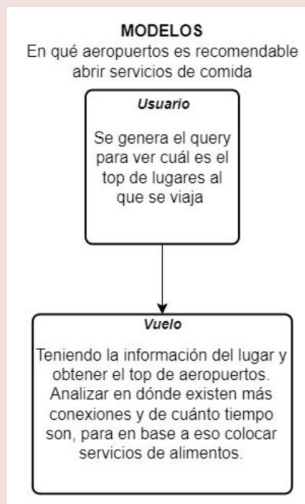 MODELOS
En qué aeropuertos es recomendable
abrir servicios de comida
Usuario
Se genera el query
para ver cuál es el
top de lugares al
que se viaja
Vuelo
Teniendo la información del lugar y
obtener el top de aeropuertos.
Analizar en dónde existen más
conexiones y de cuánto tiempo
son, para en base a eso colocar
servicios de alimentos.